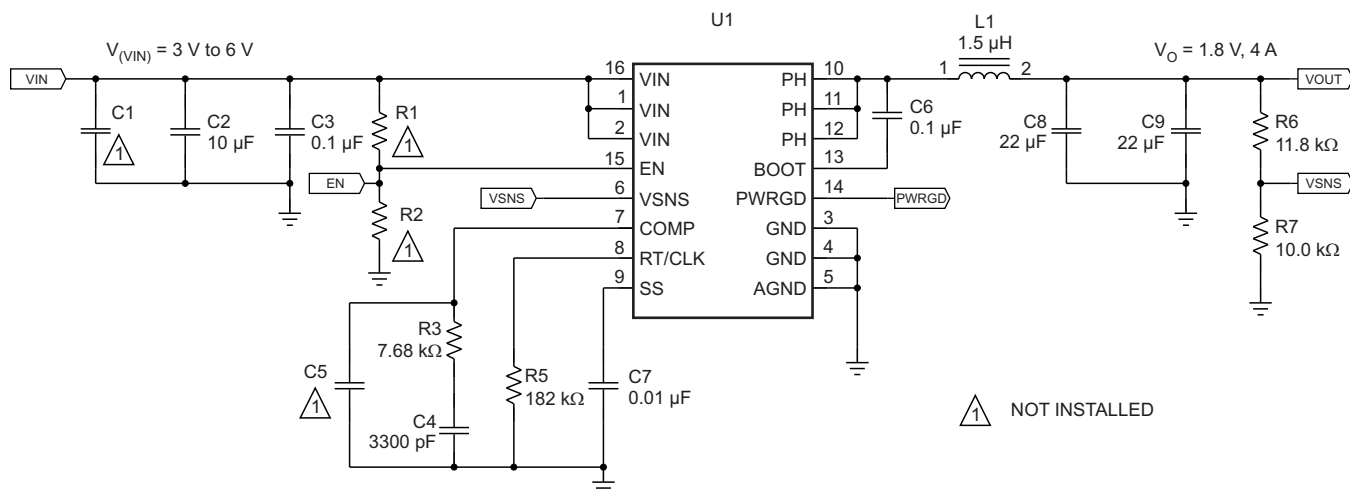 U1
L1
1.5 µH
V(VIN) = 3 V to 6 V
VO = 1.8 V, 4 A
VIN
VOUT
16 VIN PH 10
1 VIN PH 11
2 VIN PH 12
15 EN BOOT 13
6 VSNS PWRGD 14
7 COMP GND 3
8 RT/CLK GND 4
9 SS AGND 5
1 2
C1
1
C2
10 µF
C3
0.1 µF
R1
1
EN
R2
1
VSNS
C6
0.1 µF
PWRGD
C8
22 µF
C9
22 µF
R6
11.8 kΩ
VSNS
R7
10.0 kΩ
C5
1
R3
7.68 kΩ
C4
3300 pF
R5
182 kΩ
C7
0.01 µF
1 NOT INSTALLED